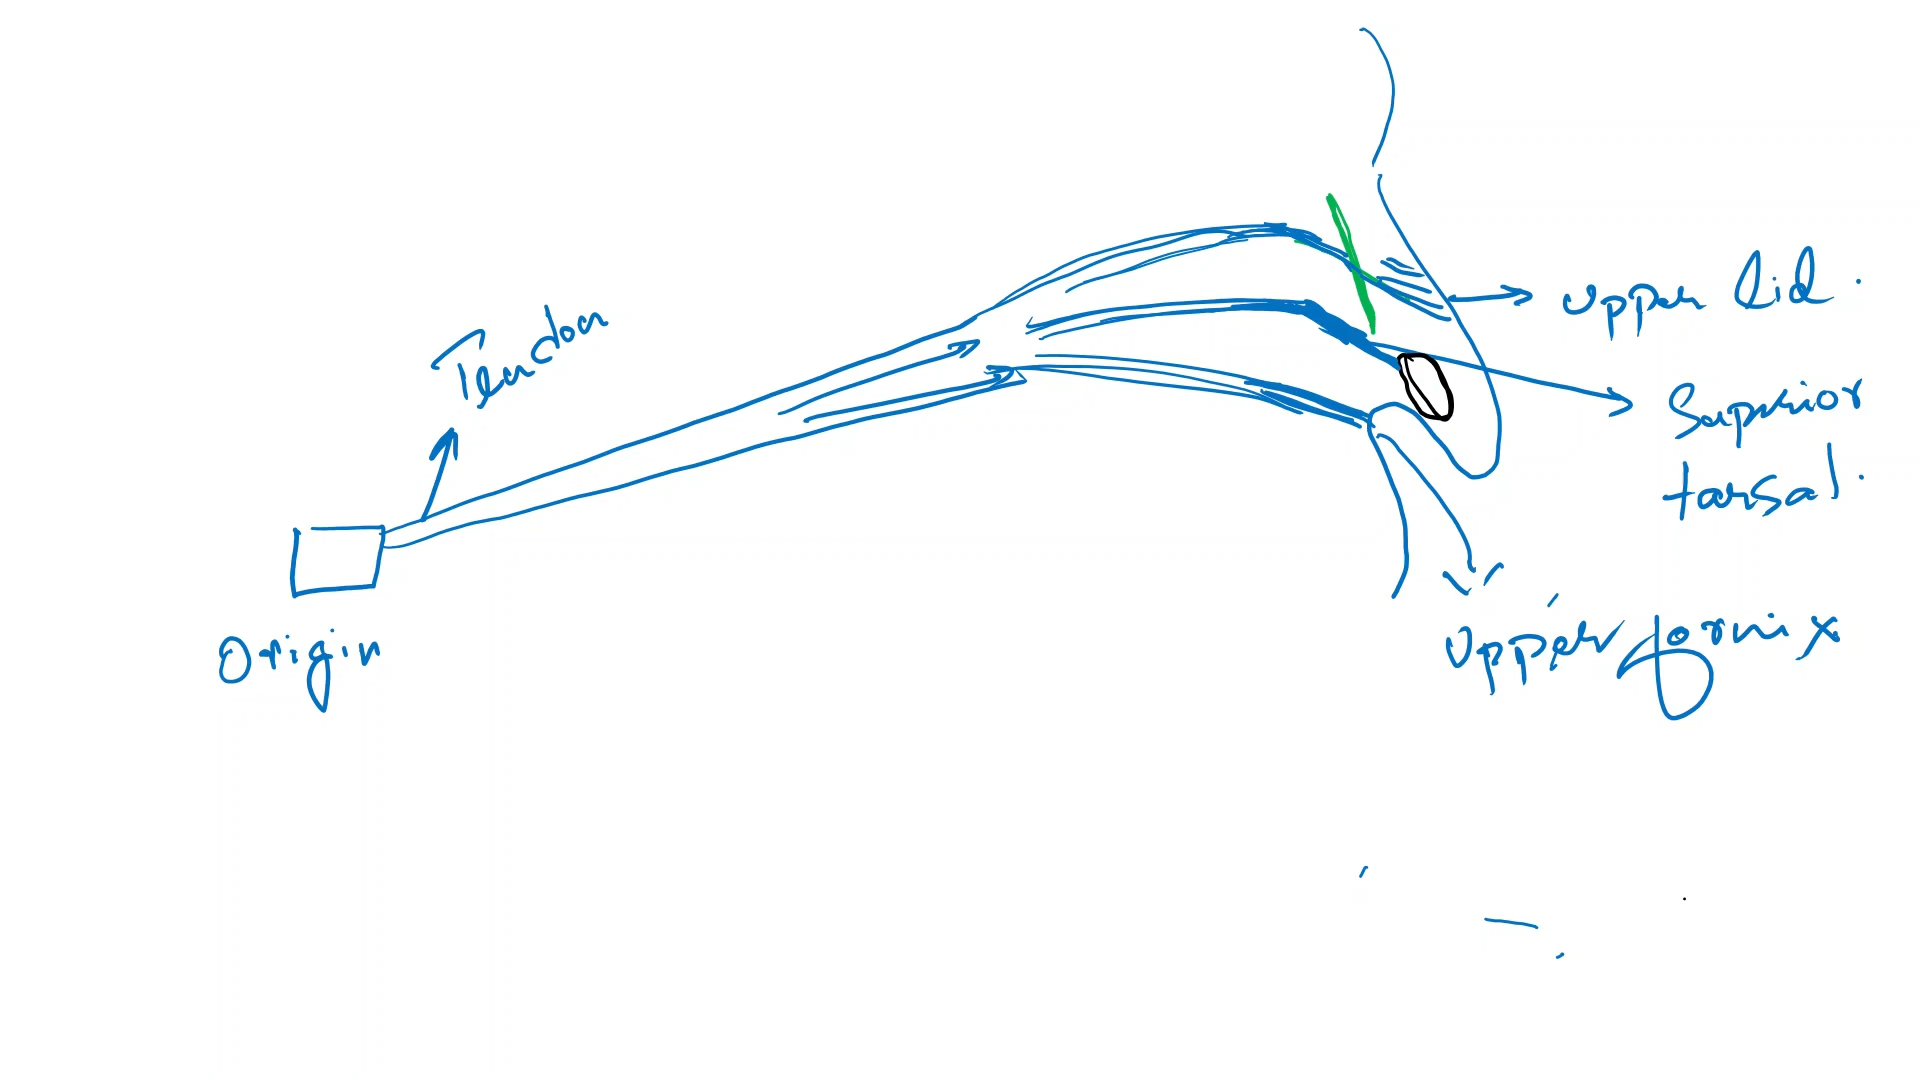 Tendon
Origin
Upper lid.
Superior
tarsal.
Upper fornix